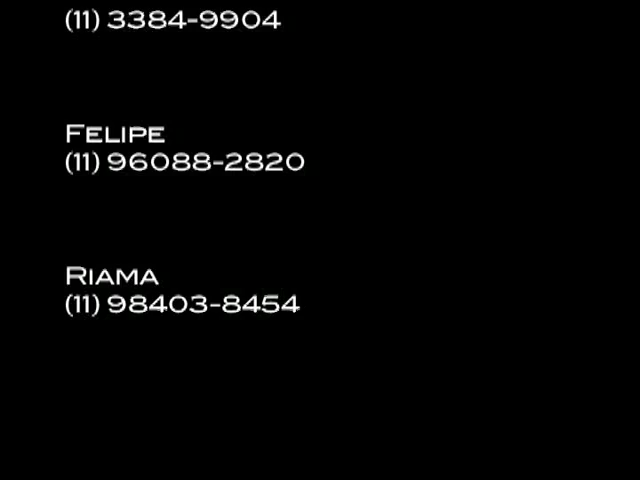 (11) 3384-9904
Felipe
(11) 96088-2820
Riama
(11) 98403-8454